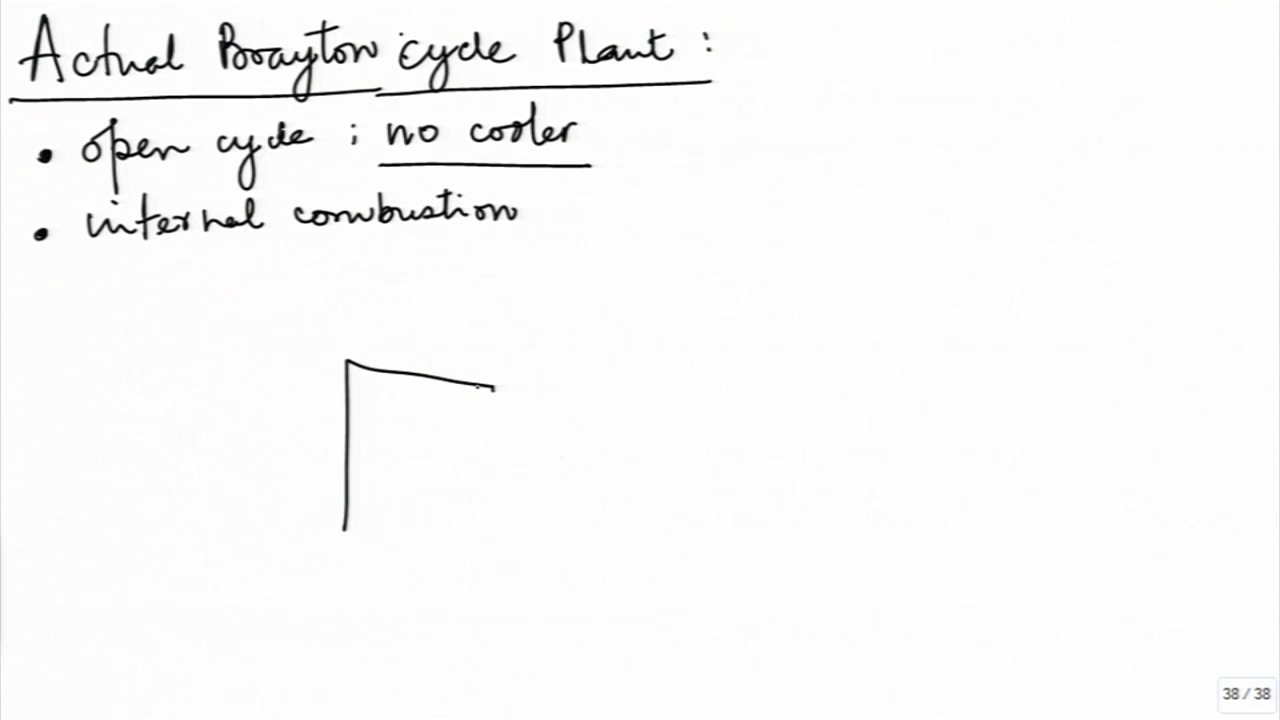 Actual Brayton cycle Plant :
• open cycle ; no cooler
• internal combustion
38 / 38